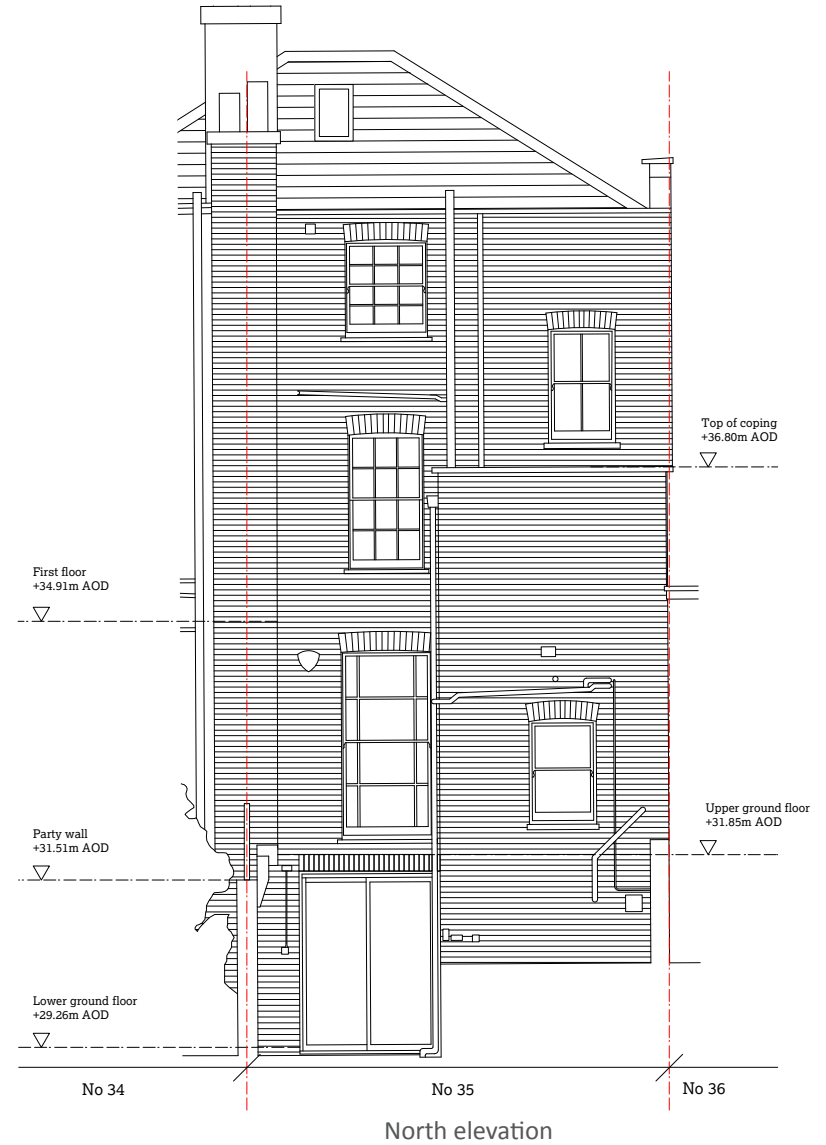 Top of coping
+36.80m AOD
First floor
+34.91m AOD
Upper ground floor
+31.85m AOD
Party wall
+31.51m AOD
Lower ground floor
+29.26m AOD
No 34
No 35
No 36
North elevation